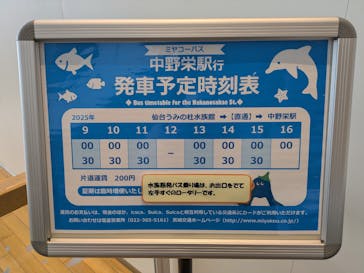 ミヤコーバス
中野栄駅行
発車予定時刻表
◆ Bus timetable for the Nakanosakae St. ◆
2025年 仙台うみの杜水族館 ➡ 【直通】 ➡ 中野栄駅
9 10 11 12 13 14 15 16
00 00 00 – 00 00 00 00
30 30 30 30 30 30
片道運賃 200円
水族館発バス乗り場は、お出口をでて
左手すぐのロータリーです。